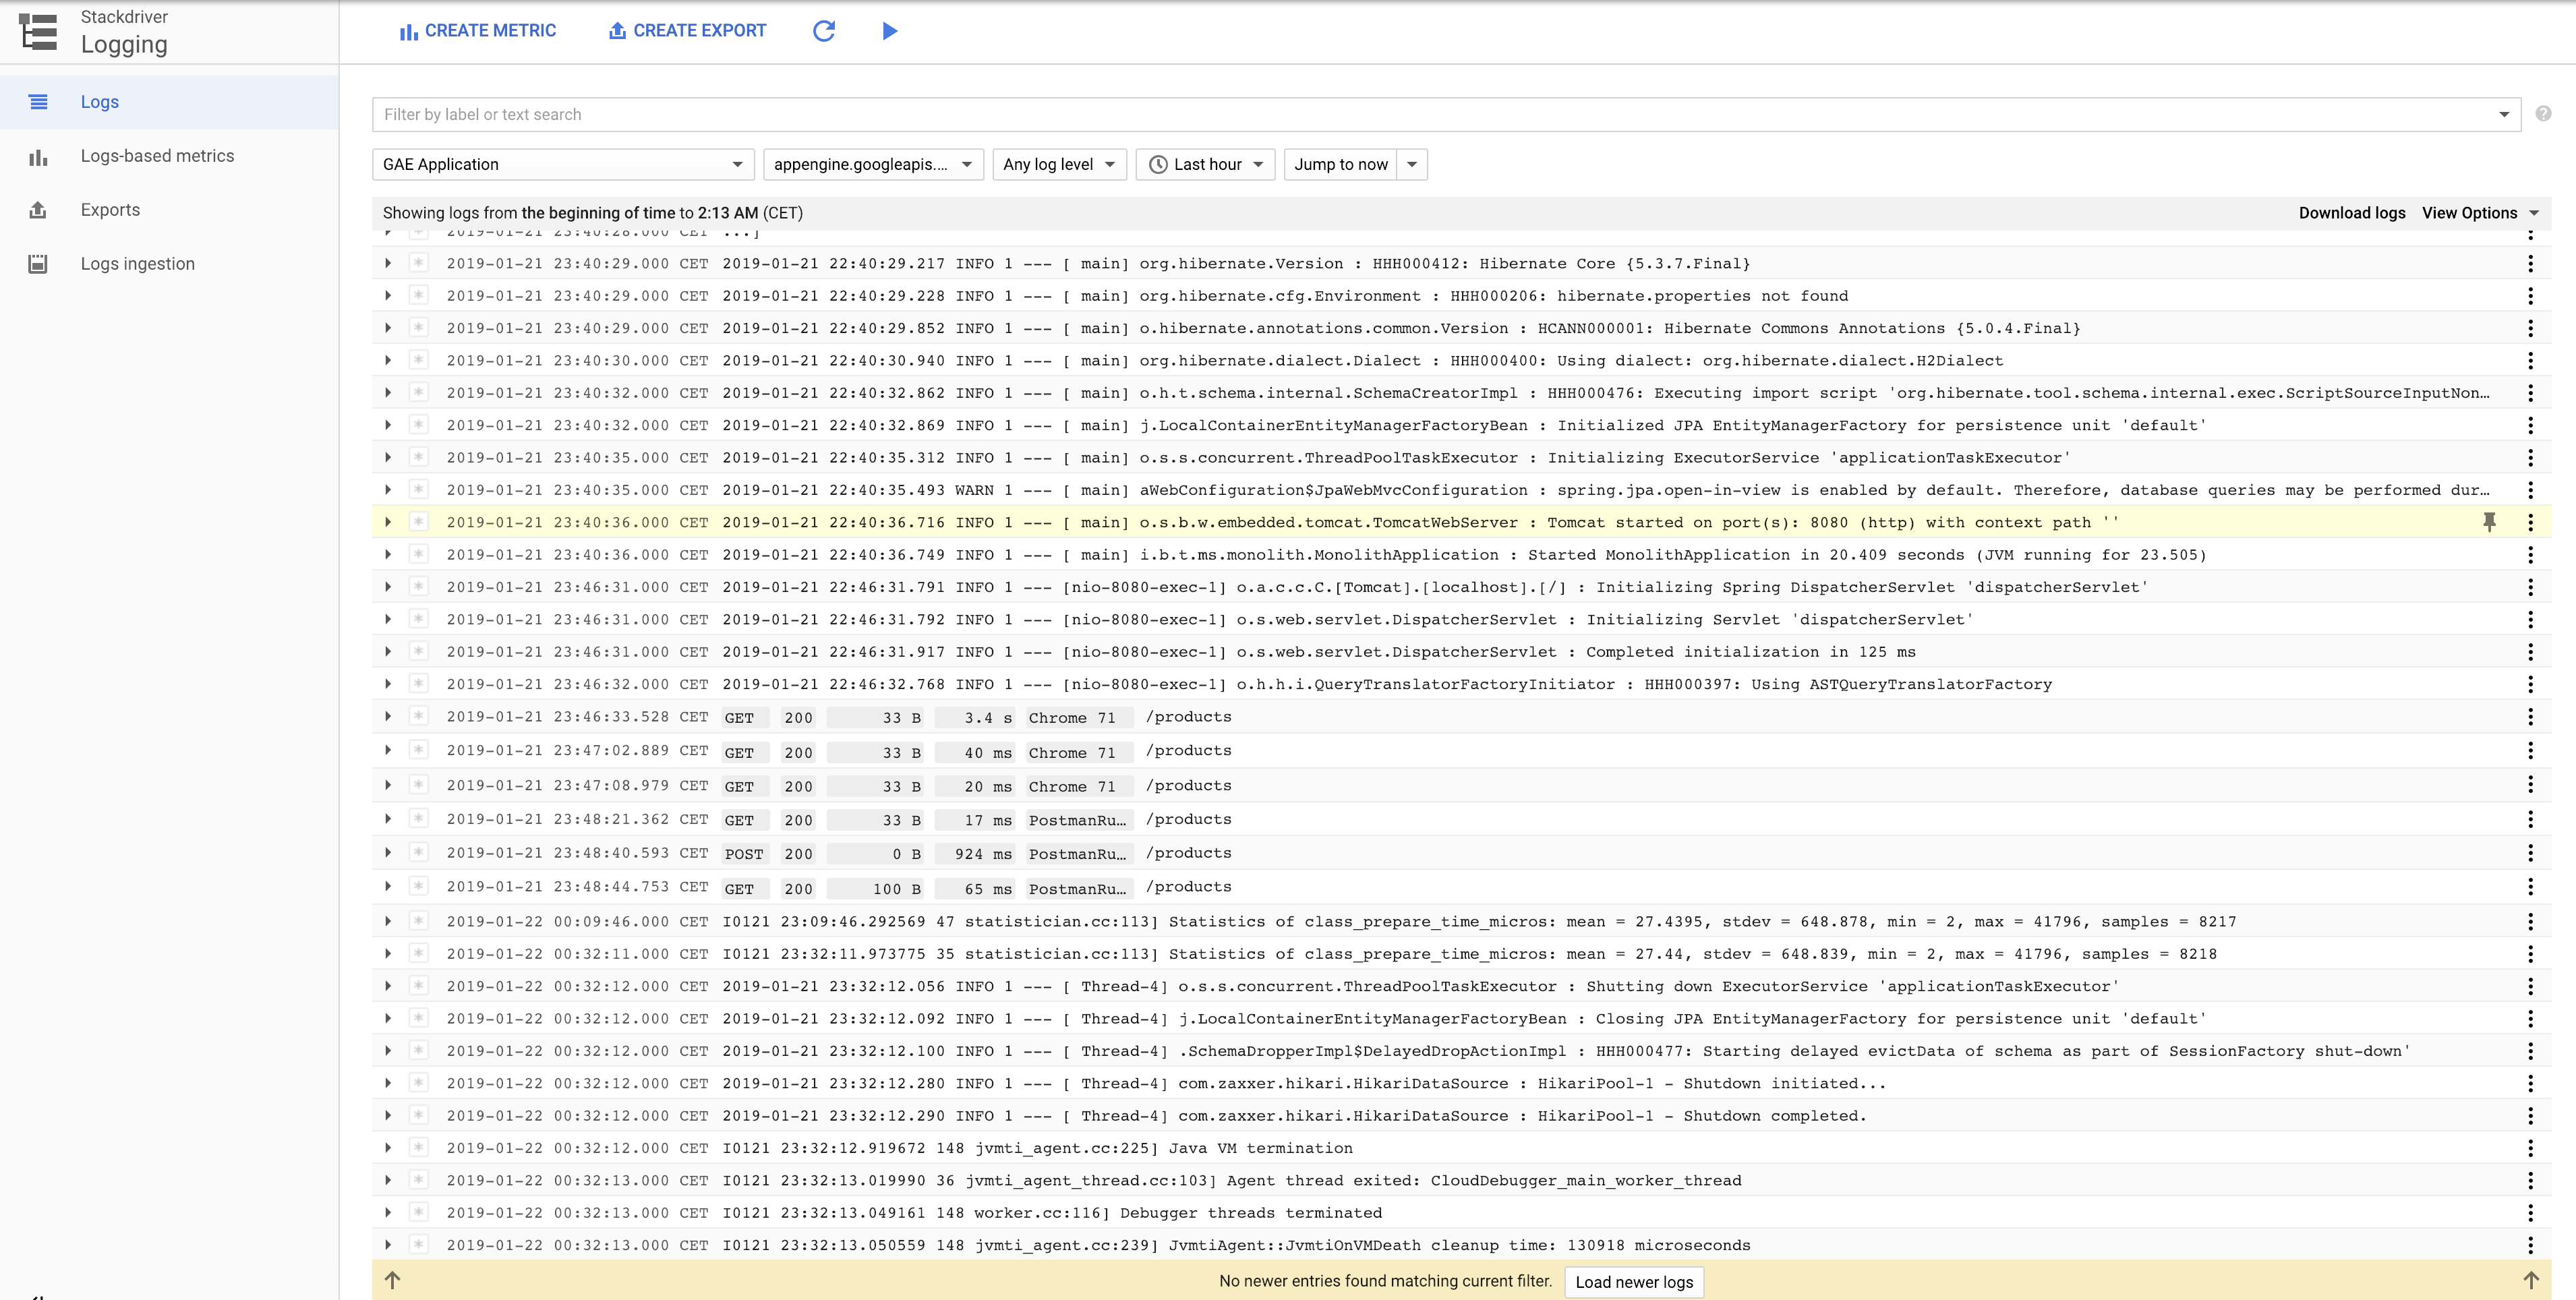 Stackdriver
Logging
CREATE METRIC CREATE EXPORT
Logs
Logs-based metrics
Exports
Logs ingestion
Filter by label or text search
GAE Application appengine.googleapis.... Any log level Last hour Jump to now
Showing logs from the beginning of time to 2:13 AM (CET) Download logs View Options
2019-01-21 23:40:28.000 CET ...]
2019-01-21 23:40:29.000 CET 2019-01-21 22:40:29.217 INFO 1 --- [ main] org.hibernate.Version : HHH000412: Hibernate Core {5.3.7.Final}
2019-01-21 23:40:29.000 CET 2019-01-21 22:40:29.228 INFO 1 --- [ main] org.hibernate.cfg.Environment : HHH000206: hibernate.properties not found
2019-01-21 23:40:29.000 CET 2019-01-21 22:40:29.852 INFO 1 --- [ main] o.hibernate.annotations.common.Version : HCANN000001: Hibernate Commons Annotations {5.0.4.Final}
2019-01-21 23:40:30.000 CET 2019-01-21 22:40:30.940 INFO 1 --- [ main] org.hibernate.dialect.Dialect : HHH000400: Using dialect: org.hibernate.dialect.H2Dialect
2019-01-21 23:40:32.000 CET 2019-01-21 22:40:32.862 INFO 1 --- [ main] o.h.t.schema.internal.SchemaCreatorImpl : HHH000476: Executing import script 'org.hibernate.tool.schema.internal.exec.ScriptSourceInputNon…
2019-01-21 23:40:32.000 CET 2019-01-21 22:40:32.869 INFO 1 --- [ main] j.LocalContainerEntityManagerFactoryBean : Initialized JPA EntityManagerFactory for persistence unit 'default'
2019-01-21 23:40:35.000 CET 2019-01-21 22:40:35.312 INFO 1 --- [ main] o.s.s.concurrent.ThreadPoolTaskExecutor : Initializing ExecutorService 'applicationTaskExecutor'
2019-01-21 23:40:35.000 CET 2019-01-21 22:40:35.493 WARN 1 --- [ main] aWebConfiguration$JpaWebMvcConfiguration : spring.jpa.open-in-view is enabled by default. Therefore, database queries may be performed dur…
2019-01-21 23:40:36.000 CET 2019-01-21 22:40:36.716 INFO 1 --- [ main] o.s.b.w.embedded.tomcat.TomcatWebServer : Tomcat started on port(s): 8080 (http) with context path ''
2019-01-21 23:40:36.000 CET 2019-01-21 22:40:36.749 INFO 1 --- [ main] i.b.t.ms.monolith.MonolithApplication : Started MonolithApplication in 20.409 seconds (JVM running for 23.505)
2019-01-21 23:46:31.000 CET 2019-01-21 22:46:31.791 INFO 1 --- [nio-8080-exec-1] o.a.c.c.C.[Tomcat].[localhost].[/] : Initializing Spring DispatcherServlet 'dispatcherServlet'
2019-01-21 23:46:31.000 CET 2019-01-21 22:46:31.792 INFO 1 --- [nio-8080-exec-1] o.s.web.servlet.DispatcherServlet : Initializing Servlet 'dispatcherServlet'
2019-01-21 23:46:31.000 CET 2019-01-21 22:46:31.917 INFO 1 --- [nio-8080-exec-1] o.s.web.servlet.DispatcherServlet : Completed initialization in 125 ms
2019-01-21 23:46:32.000 CET 2019-01-21 22:46:32.768 INFO 1 --- [nio-8080-exec-1] o.h.h.i.QueryTranslatorFactoryInitiator : HHH000397: Using ASTQueryTranslatorFactory
2019-01-21 23:46:33.528 CET GET 200 33 B 3.4 s Chrome 71 /products
2019-01-21 23:47:02.889 CET GET 200 33 B 40 ms Chrome 71 /products
2019-01-21 23:47:08.979 CET GET 200 33 B 20 ms Chrome 71 /products
2019-01-21 23:48:21.362 CET GET 200 33 B 17 ms PostmanRu… /products
2019-01-21 23:48:40.593 CET POST 200 0 B 924 ms PostmanRu… /products
2019-01-21 23:48:44.753 CET GET 200 100 B 65 ms PostmanRu… /products
2019-01-22 00:09:46.000 CET I0121 23:09:46.292569 47 statistician.cc:113] Statistics of class_prepare_time_micros: mean = 27.4395, stdev = 648.878, min = 2, max = 41796, samples = 8217
2019-01-22 00:32:11.000 CET I0121 23:32:11.973775 35 statistician.cc:113] Statistics of class_prepare_time_micros: mean = 27.44, stdev = 648.839, min = 2, max = 41796, samples = 8218
2019-01-22 00:32:12.000 CET 2019-01-21 23:32:12.056 INFO 1 --- [ Thread-4] o.s.s.concurrent.ThreadPoolTaskExecutor : Shutting down ExecutorService 'applicationTaskExecutor'
2019-01-22 00:32:12.000 CET 2019-01-21 23:32:12.092 INFO 1 --- [ Thread-4] j.LocalContainerEntityManagerFactoryBean : Closing JPA EntityManagerFactory for persistence unit 'default'
2019-01-22 00:32:12.000 CET 2019-01-21 23:32:12.100 INFO 1 --- [ Thread-4] .SchemaDropperImpl$DelayedDropActionImpl : HHH000477: Starting delayed evictData of schema as part of SessionFactory shut-down'
2019-01-22 00:32:12.000 CET 2019-01-21 23:32:12.280 INFO 1 --- [ Thread-4] com.zaxxer.hikari.HikariDataSource : HikariPool-1 - Shutdown initiated...
2019-01-22 00:32:12.000 CET 2019-01-21 23:32:12.290 INFO 1 --- [ Thread-4] com.zaxxer.hikari.HikariDataSource : HikariPool-1 - Shutdown completed.
2019-01-22 00:32:12.000 CET I0121 23:32:12.919672 148 jvmti_agent.cc:225] Java VM termination
2019-01-22 00:32:13.000 CET I0121 23:32:13.019990 36 jvmti_agent_thread.cc:103] Agent thread exited: CloudDebugger_main_worker_thread
2019-01-22 00:32:13.000 CET I0121 23:32:13.049161 148 worker.cc:116] Debugger threads terminated
2019-01-22 00:32:13.000 CET I0121 23:32:13.050559 148 jvmti_agent.cc:239] JvmtiAgent::JvmtiOnVMDeath cleanup time: 130918 microseconds
No newer entries found matching current filter. Load newer logs